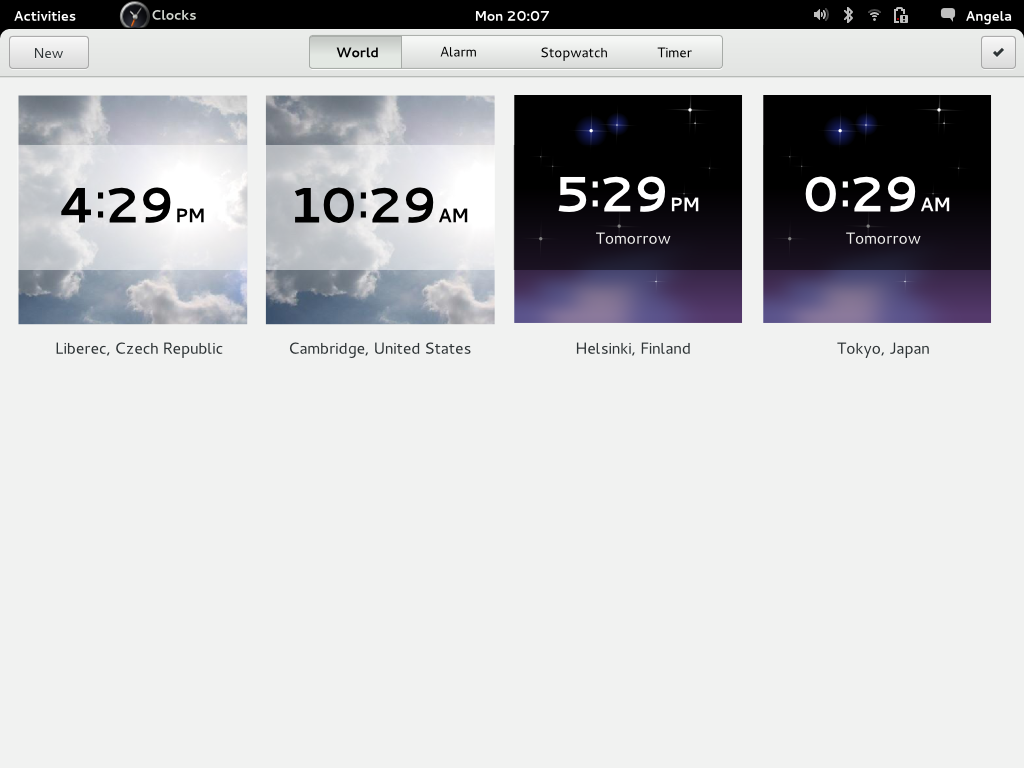 Activities Clocks Mon 20:07 Angela
New World Alarm Stopwatch Timer
4:29 PM
10:29 AM
5:29 PM
Tomorrow
0:29 AM
Tomorrow
Liberec, Czech Republic
Cambridge, United States
Helsinki, Finland
Tokyo, Japan